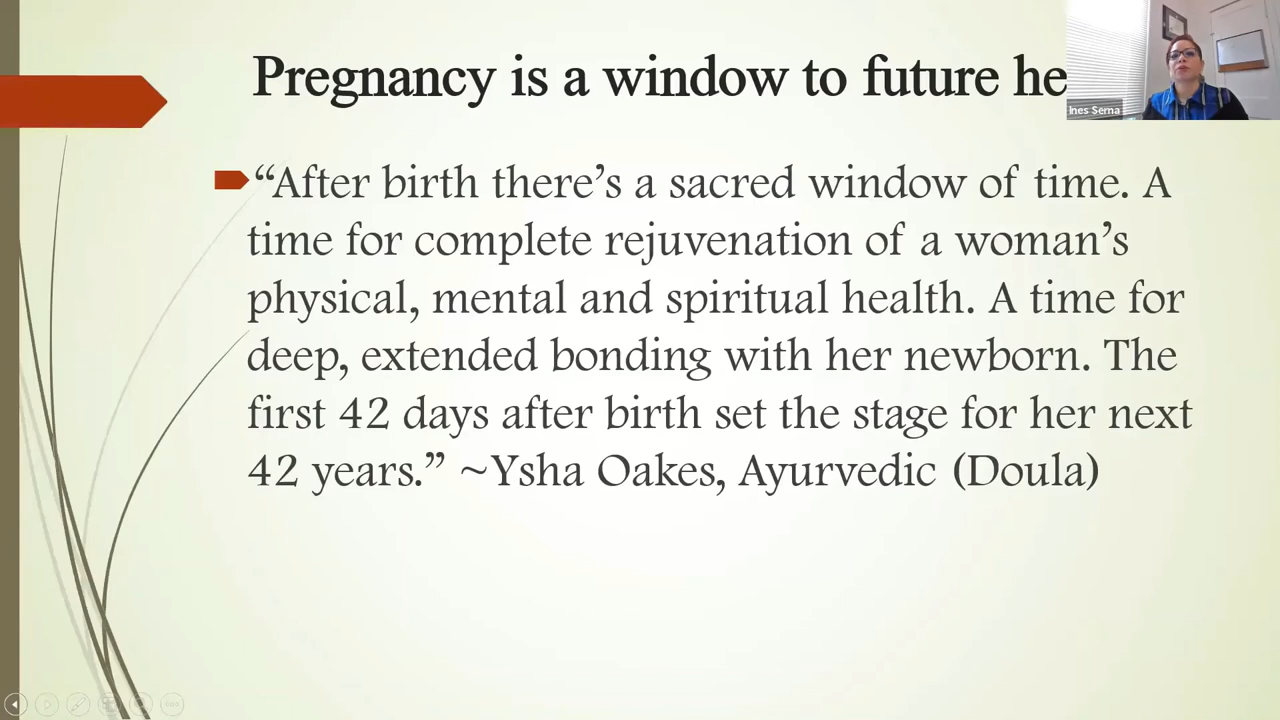 Pregnancy is a window to future he
Ines Serna
“After birth there’s a sacred window of time. A
time for complete rejuvenation of a woman’s
physical, mental and spiritual health. A time for
deep, extended bonding with her newborn. The
first 42 days after birth set the stage for her next
42 years.” ~Ysha Oakes, Ayurvedic (Doula)